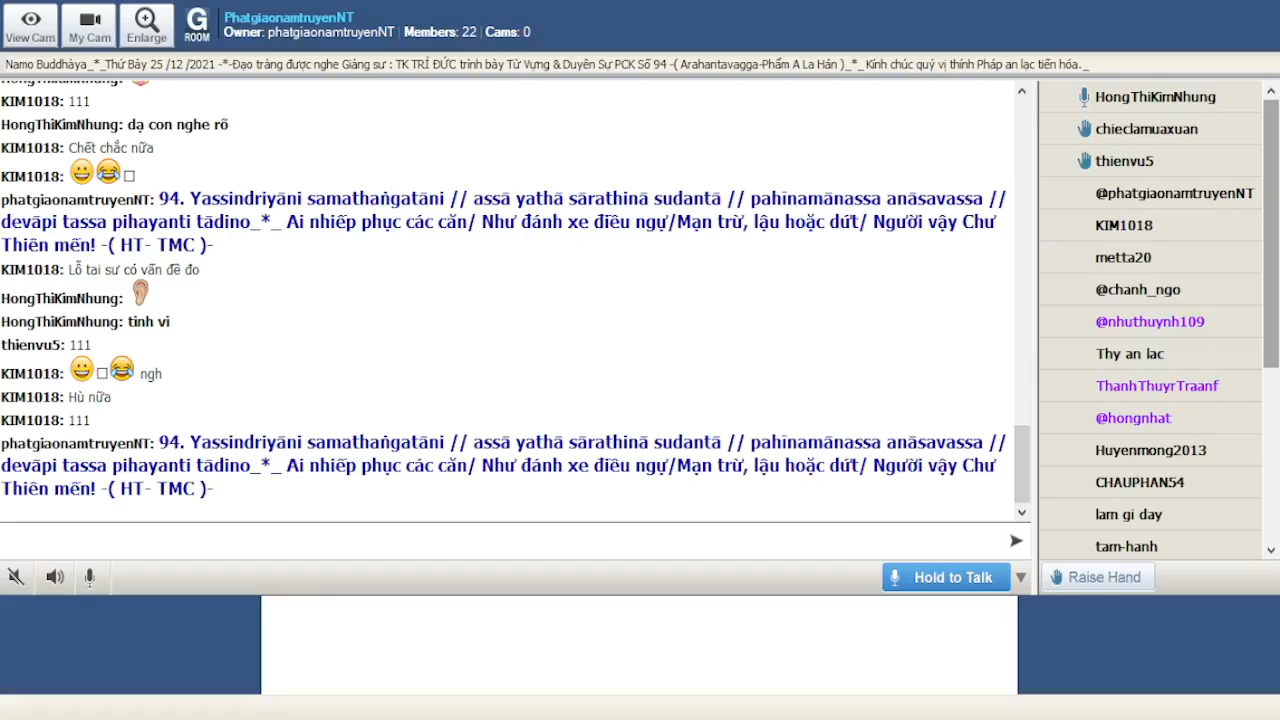 View Cam
My Cam
Enlarge
G
ROOM
PhatgiaonamtruyenNT
Owner: phatgiaonamtruyenNT | Members: 22 | Cams: 0
Namo Buddhàya_*_Thứ Bảy 25 /12 /2021 -*-Đạo tràng được nghe Giảng sư : TK TRÍ ĐỨC trình bày Từ Vựng & Duyên Sự PCK Số 94 -( Arahantavagga-Phẩm A La Hán )_*_ Kính chúc quý vị thính Pháp an lạc tiến hóa._
HongThiKimNhung:
KIM1018: 111
HongThiKimNhung: dạ con nghe rõ
KIM1018: Chết chắc nữa
KIM1018: 😀😂□
phatgiaonamtruyenNT: 94. Yassindriyāni samathaṅgatāni // assā yathā sārathinā sudantā // pahīnamānassa anāsavassa //
devāpi tassa pihayanti tādino_*_ Ai nhiếp phục các căn/ Như đánh xe điều ngự/Mạn trừ, lậu hoặc dứt/ Người vậy Chư
Thiên mến! -( HT- TMC )-
KIM1018: Lỗ tai sư có vấn đề đo
HongThiKimNhung: 👂
HongThiKimNhung: tinh vi
thienvu5: 111
KIM1018: 😀□😂 ngh
KIM1018: Hù nữa
KIM1018: 111
phatgiaonamtruyenNT: 94. Yassindriyāni samathaṅgatāni // assā yathā sārathinā sudantā // pahīnamānassa anāsavassa //
devāpi tassa pihayanti tādino_*_ Ai nhiếp phục các căn/ Như đánh xe điều ngự/Mạn trừ, lậu hoặc dứt/ Người vậy Chư
Thiên mến! -( HT- TMC )-
Hold to Talk
HongThiKimNhung
chieclamuaxuan
thienvu5
@phatgiaonamtruyenNT
KIM1018
metta20
@chanh_ngo
@nhuthuynh109
Thy an lac
ThanhThuyrTraanf
@hongnhat
Huyenmong2013
CHAUPHAN54
lam gi day
tam-hanh
Raise Hand